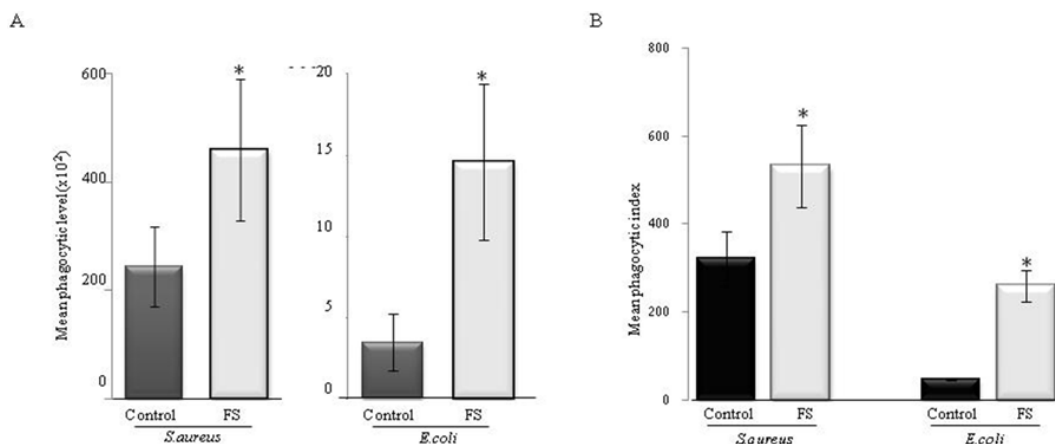 A
B
Mean phagocytic level(x10²)
600
400
200
0
*
Control
FS
S.aureus
20
15
10
5
0
*
Control
FS
E.coli
Mean phagocytic index
800
600
400
200
0
*
*
Control
FS
Control
FS
S.aureus
E.coli